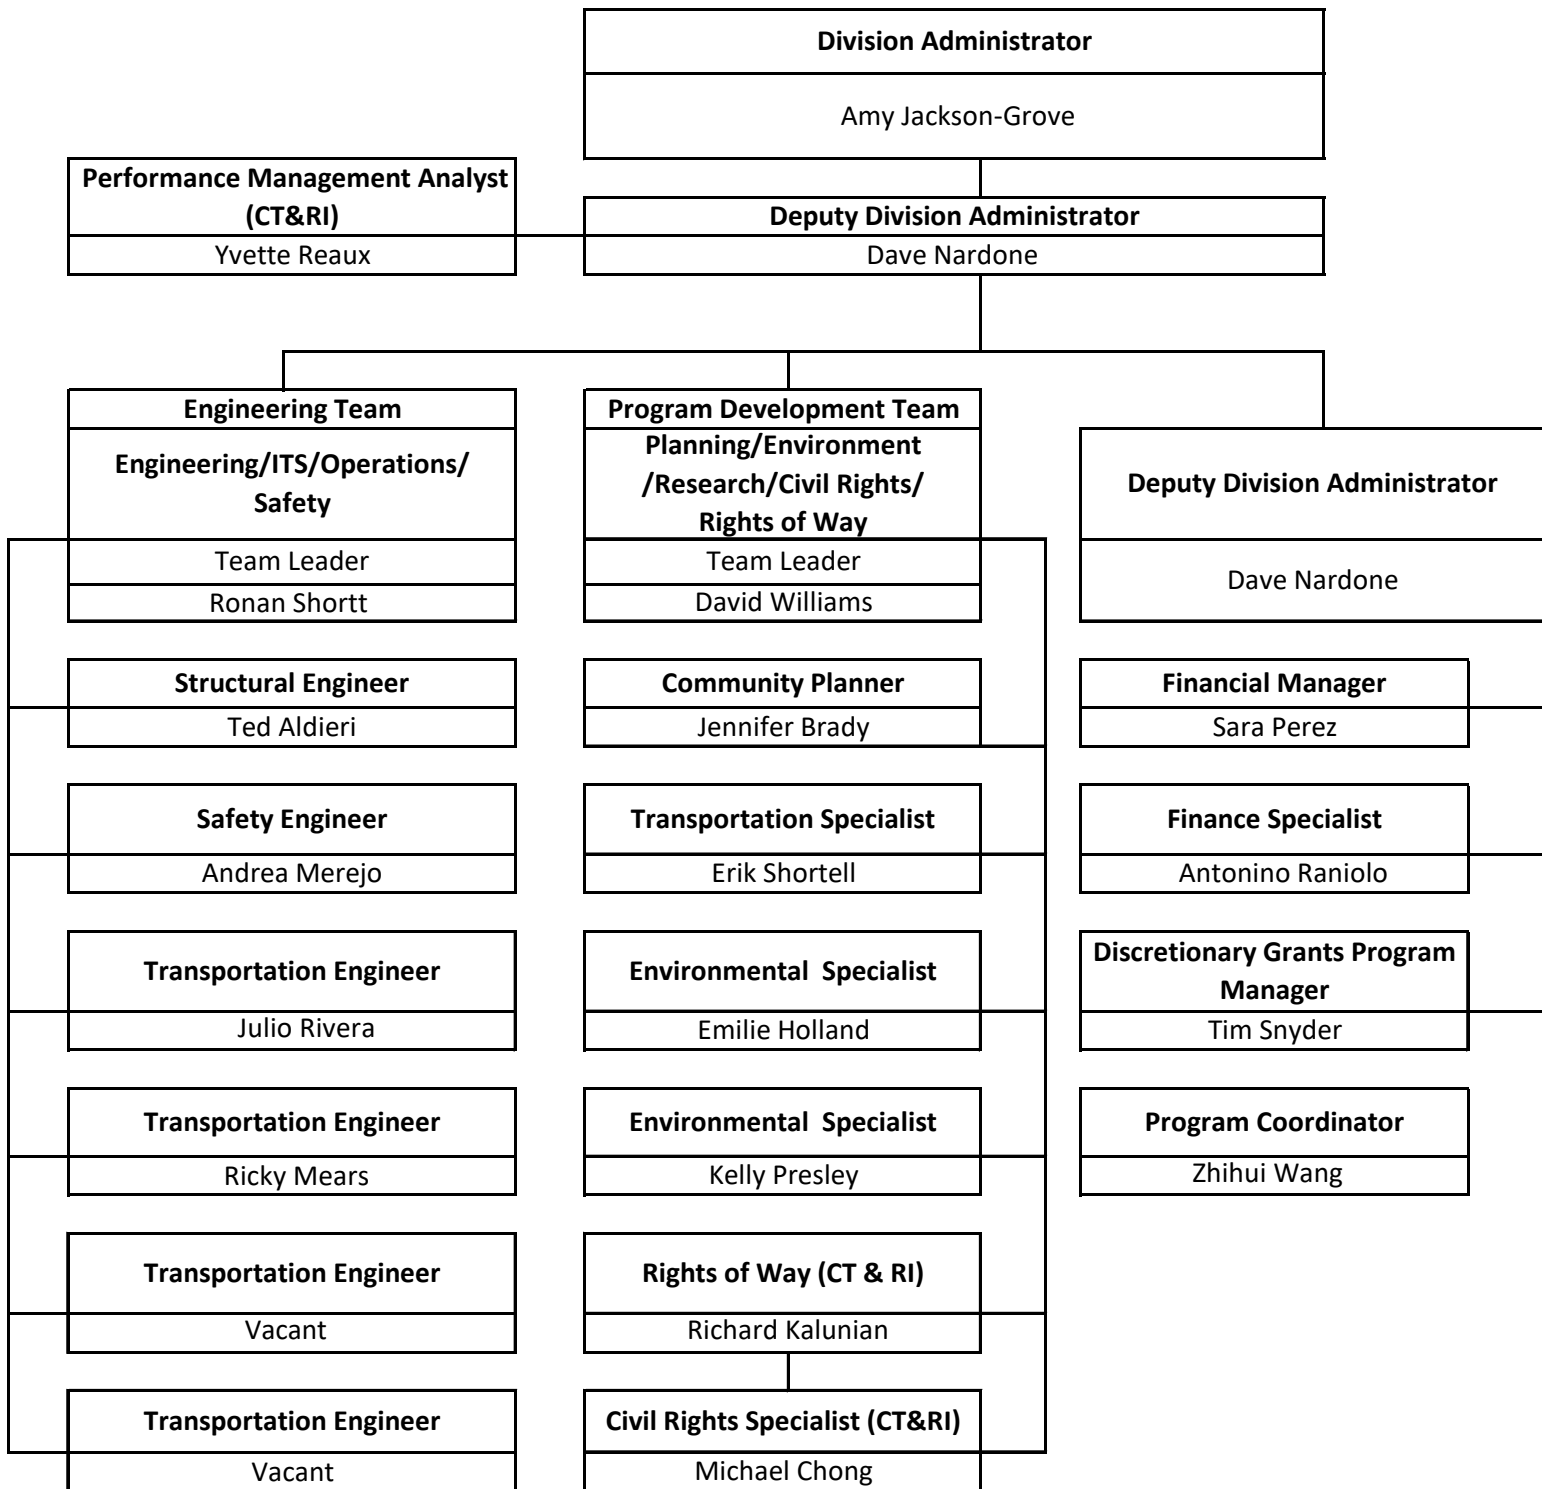 Division Administrator
Amy Jackson-Grove
Performance Management Analyst
(CT&RI)
Yvette Reaux
Deputy Division Administrator
Dave Nardone
Engineering Team
Engineering/ITS/Operations/
Safety
Team Leader
Ronan Shortt
Structural Engineer
Ted Aldieri
Safety Engineer
Andrea Merejo
Transportation Engineer
Julio Rivera
Transportation Engineer
Ricky Mears
Transportation Engineer
Vacant
Transportation Engineer
Vacant
Program Development Team
Planning/Environment
/Research/Civil Rights/
Rights of Way
Team Leader
David Williams
Community Planner
Jennifer Brady
Transportation Specialist
Erik Shortell
Environmental  Specialist
Emilie Holland
Environmental  Specialist
Kelly Presley
Rights of Way (CT & RI)
Richard Kalunian
Civil Rights Specialist (CT&RI)
Michael Chong
Deputy Division Administrator
Dave Nardone
Financial Manager
Sara Perez
Finance Specialist
Antonino Raniolo
Discretionary Grants Program
Manager
Tim Snyder
Program Coordinator
Zhihui Wang